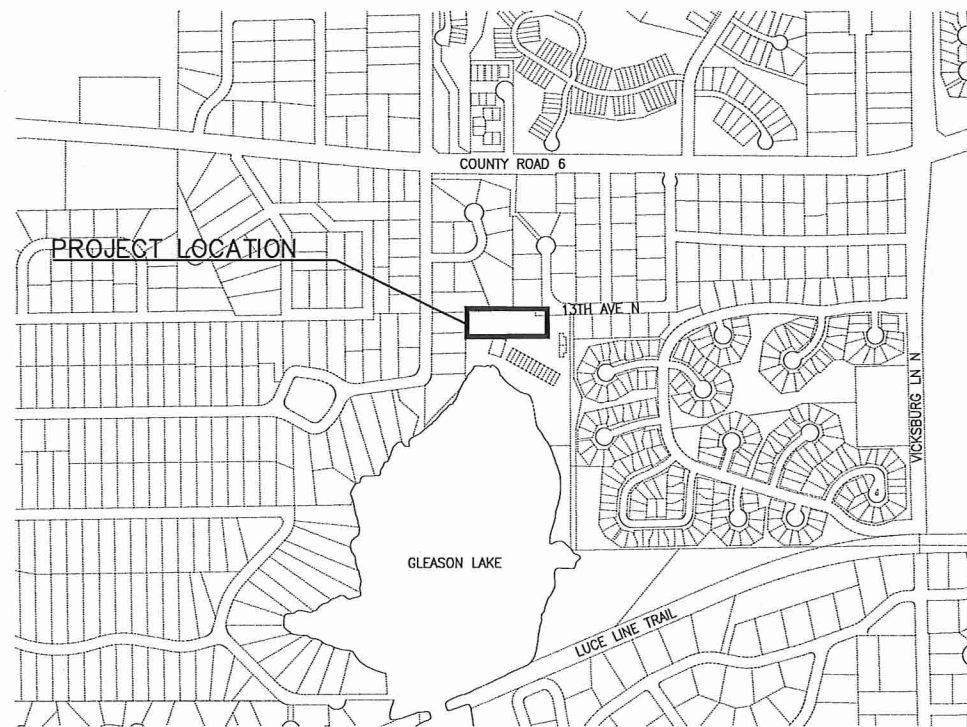 COUNTY ROAD 6
PROJECT LOCATION
13TH AVE N
VICKSBURG LN N
GLEASON LAKE
LUCE LINE TRAIL